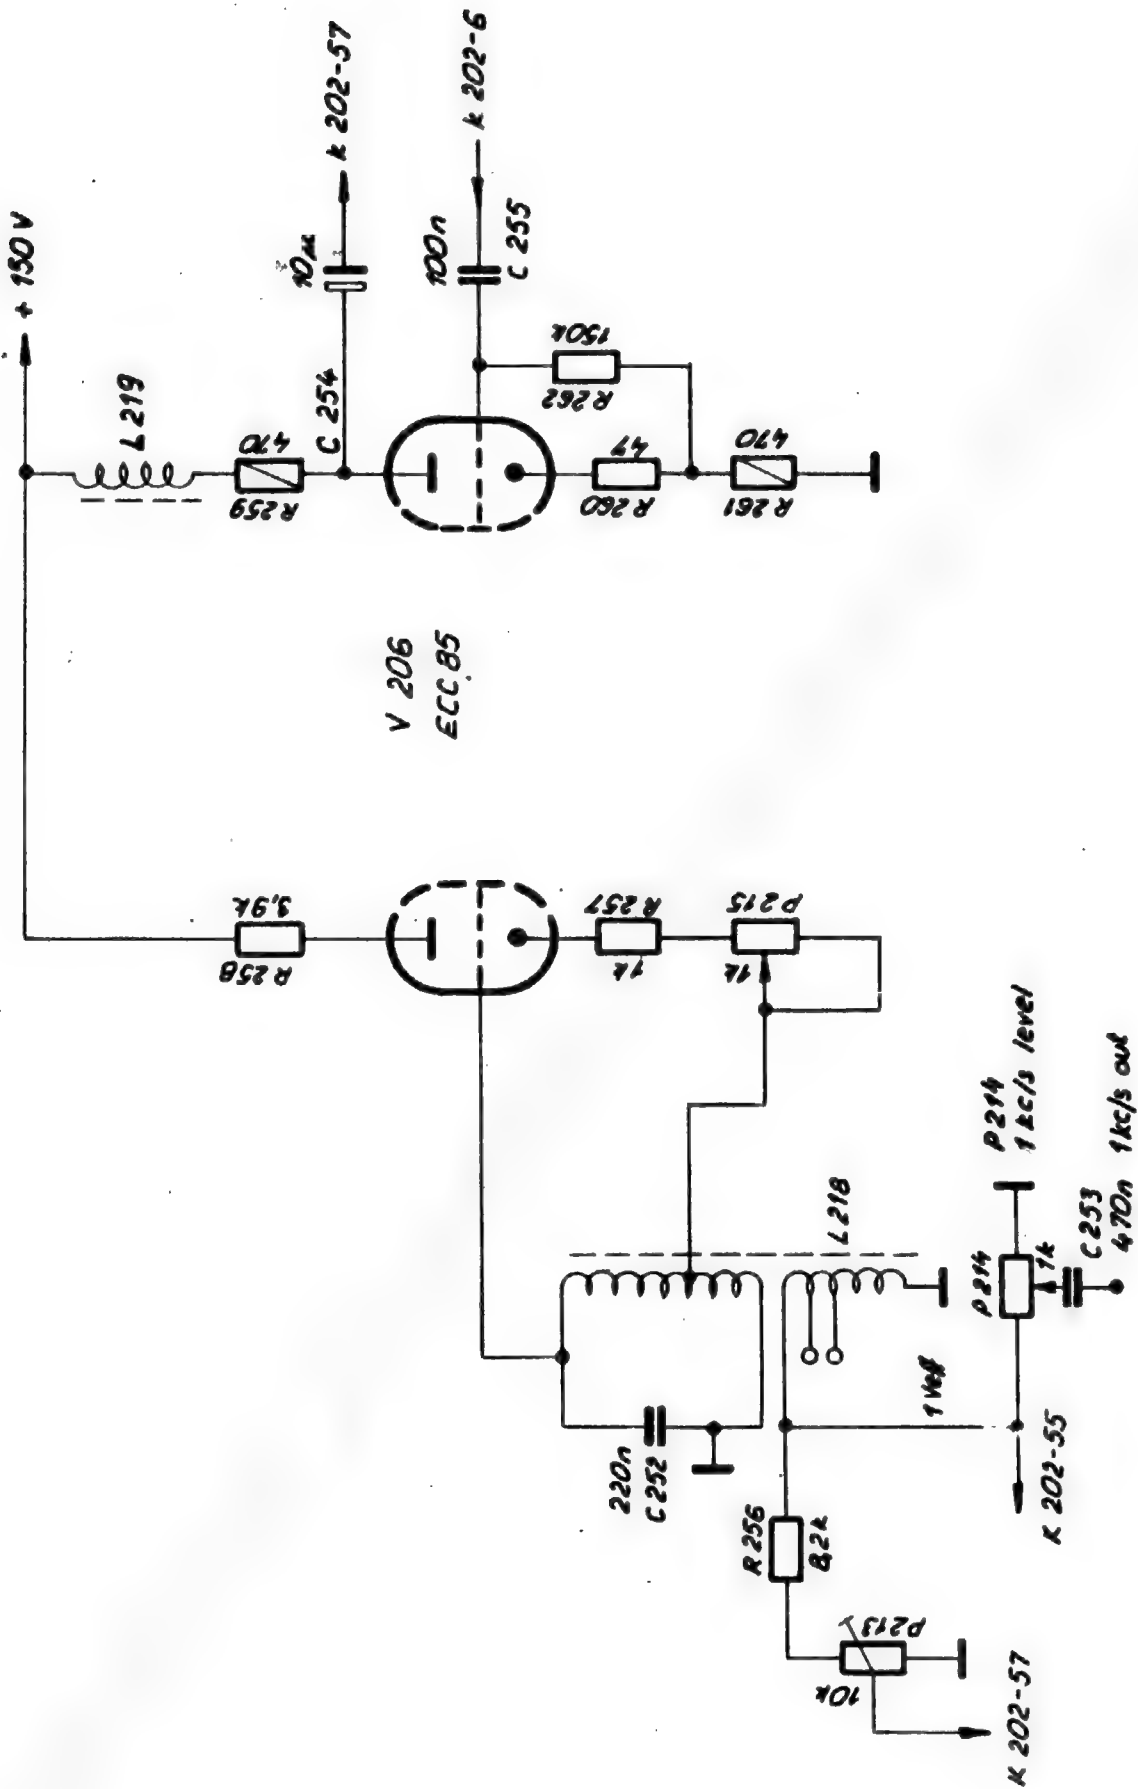 + 150 V
L 219
470
R 259
C 254
10µ
k 202-57
100n
C 255
k 202-6
150k
R 262
47
R 260
470
R 261
V 206
ECC 85
3,9k
R 258
R 257
1k
P 215
1k
L 218
220n
C 252
R 256
8,2k
P 213
10k
K 202-57
1 Veff
K 202-55
P 214
1k
P 214
1 kc/s level
C 253
470n
1kc/s out